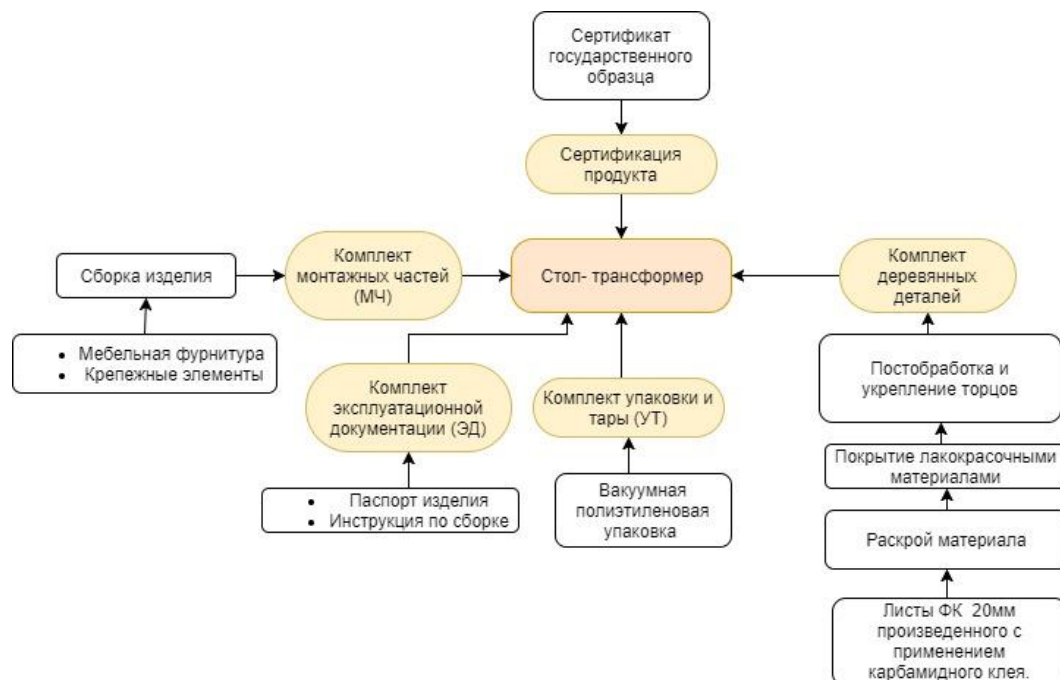 Сертификат
государственного
образца
Сертификация
продукта
Сборка изделия
Комплект
монтажных частей
(МЧ)
Стол- трансформер
Комплект
деревянных
деталей
Мебельная фурнитура
Крепежные элементы
Комплект
эксплуатационной
документации (ЭД)
Комплект упаковки и
тары (УТ)
Постобработка и
укрепление торцов
Паспорт изделия
Инструкция по сборке
Вакуумная
полиэтиленовая
упаковка
Покрытие лакокрасочными
материалами
Раскрой материала
Листы ФК 20мм
произведенного с
применением
карбамидного клея.